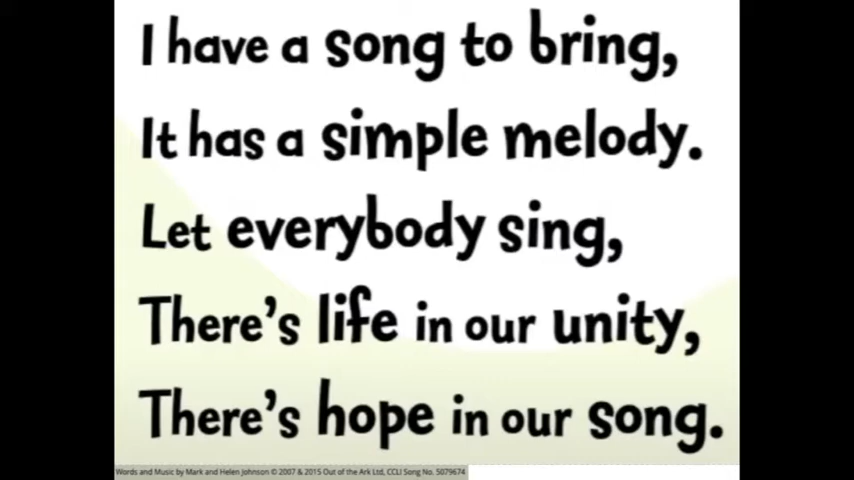 I have a song to bring,
It has a simple melody.
Let everybody sing,
There's life in our unity,
There's hope in our song.
Words and Music by Mark and Helen Johnson © 2007 & 2015 Out of the Ark Ltd, CCLI Song No. 5079674